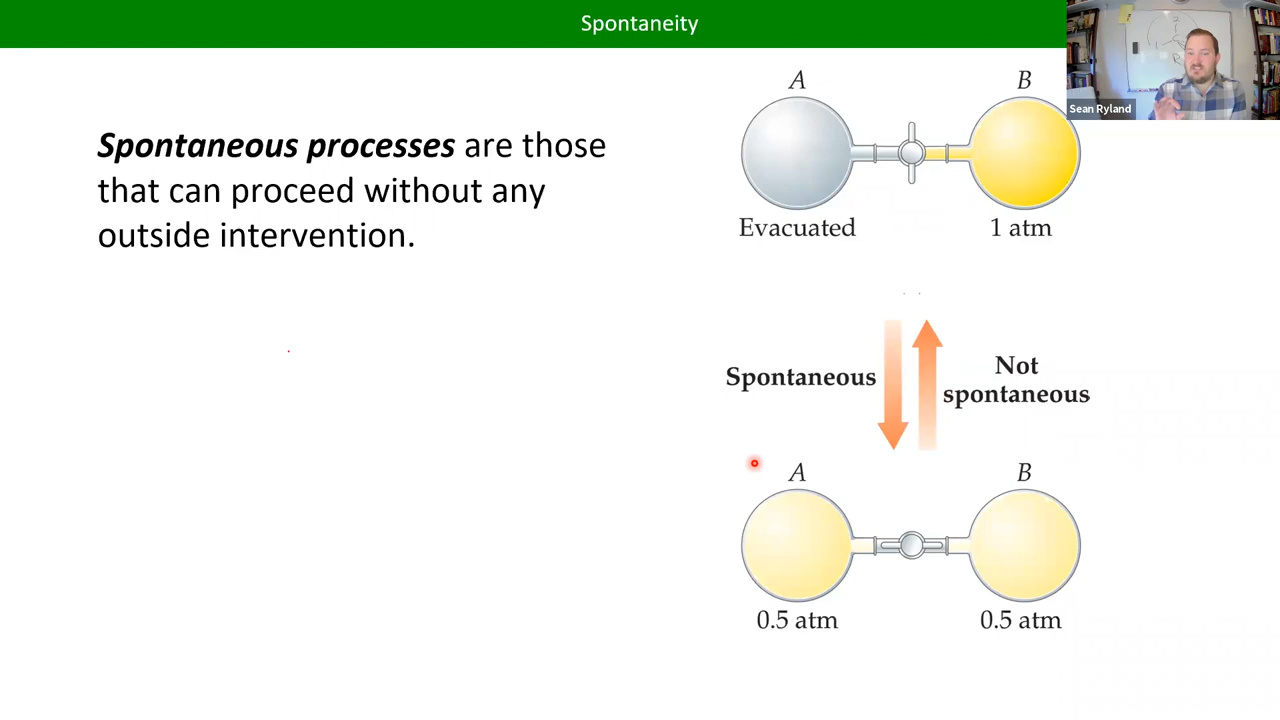 Spontaneity
Sean Ryland
Spontaneous processes are those
that can proceed without any
outside intervention.
A
B
Evacuated
1 atm
Spontaneous
Not
spontaneous
A
B
0.5 atm
0.5 atm